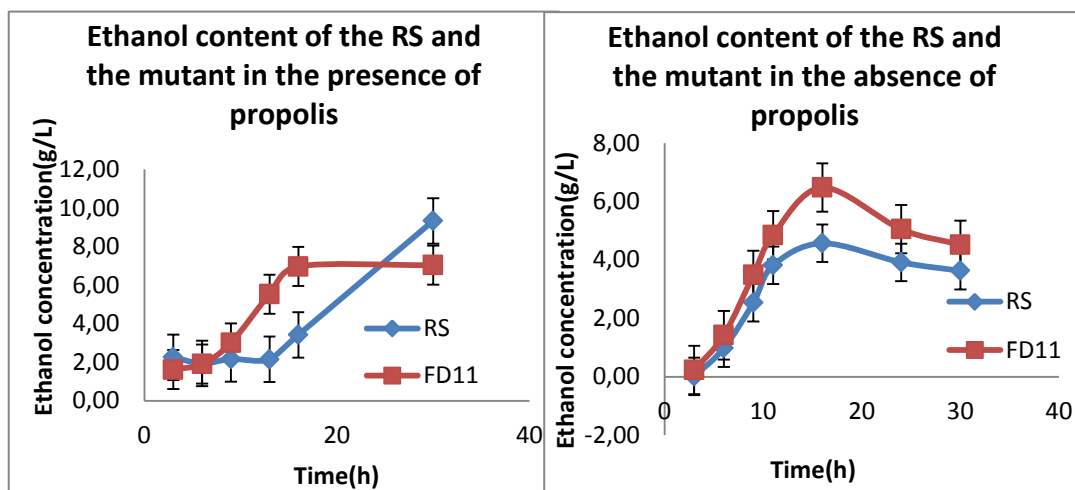 Ethanol content of the RS and
the mutant in the presence of
propolis
Ethanol concentration(g/L)
12,00
10,00
8,00
6,00
4,00
2,00
0,00
0
20
40
Time(h)
RS
FD11
Ethanol content of the RS and
the mutant in the absence of
propolis
Ethanol concentration(g/L)
8,00
6,00
4,00
2,00
0,00
-2,00
0
10
20
30
40
Time(h)
RS
FD11